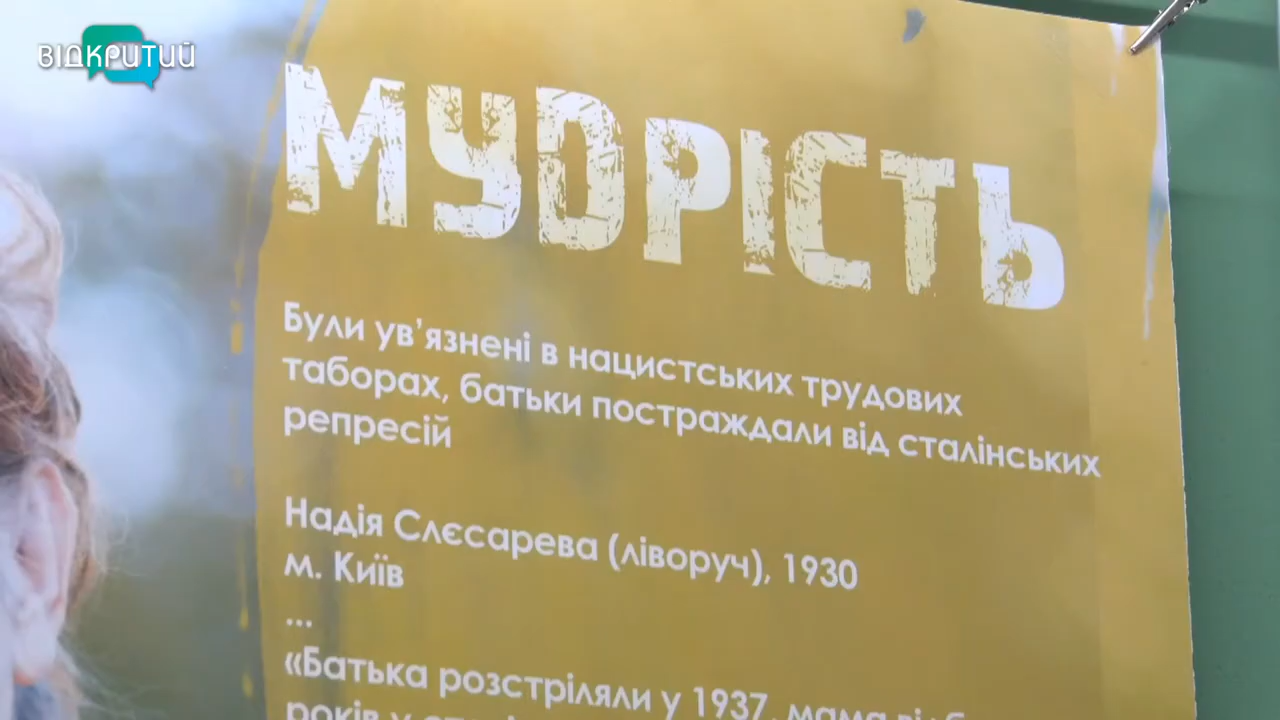 ВІДКРИТИЙ
МУДРІСТЬ
Були ув’язнені в нацистських трудових
таборах, батьки постраждали від сталінських
репресій
Надія Слєсарева (ліворуч), 1930
м. Київ
...
«Батька розстріляли у 1937, мама
років у